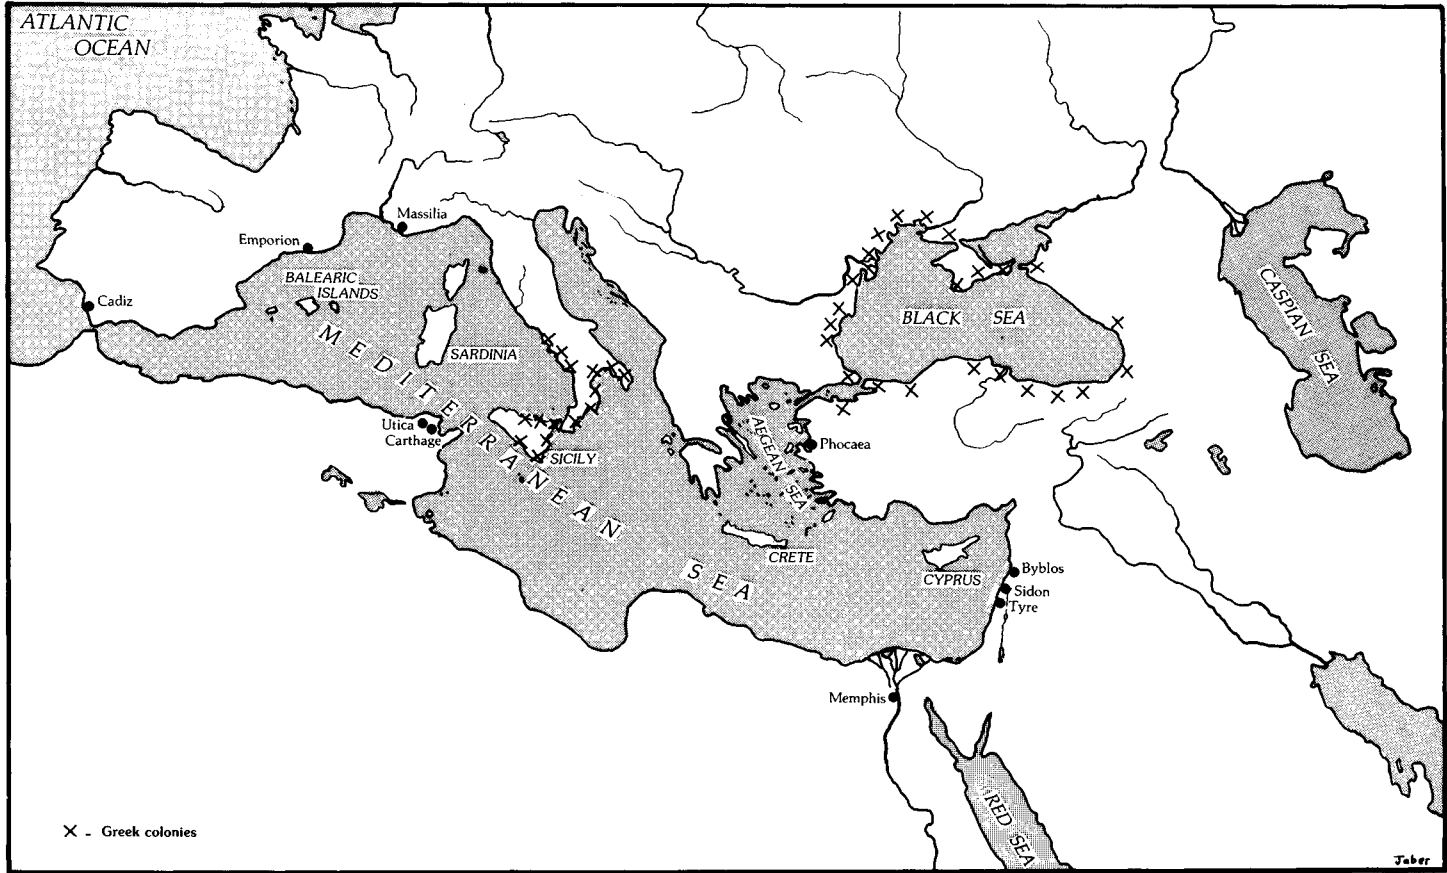 ATLANTIC
OCEAN
Massilia
Emporion
BALEARIC
ISLANDS
Cadiz
MEDITERRANEAN
SEA
SARDINIA
BLACK SEA
CASPIAN SEA
Utica
Carthage
SICILY
AEGEAN SEA
Phocaea
CRETE
CYPRUS
Byblos
Sidon
Tyre
Memphis
RED SEA
X - Greek colonies
Jaber